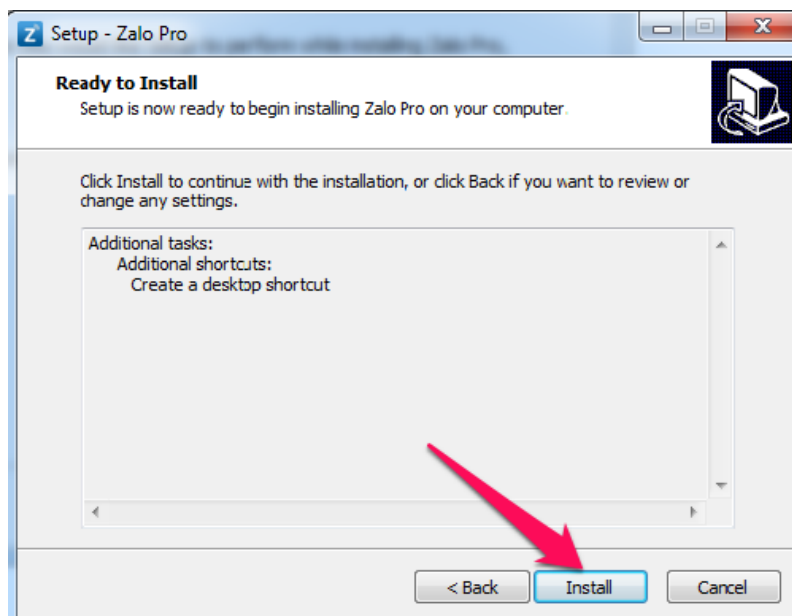 Setup - Zalo Pro
Ready to Install
Setup is now ready to begin installing Zalo Pro on your computer.
Click Install to continue with the installation, or click Back if you want to review or
change any settings.
Additional tasks:
Additional shortcuts:
Create a desktop shortcut
< Back Install Cancel